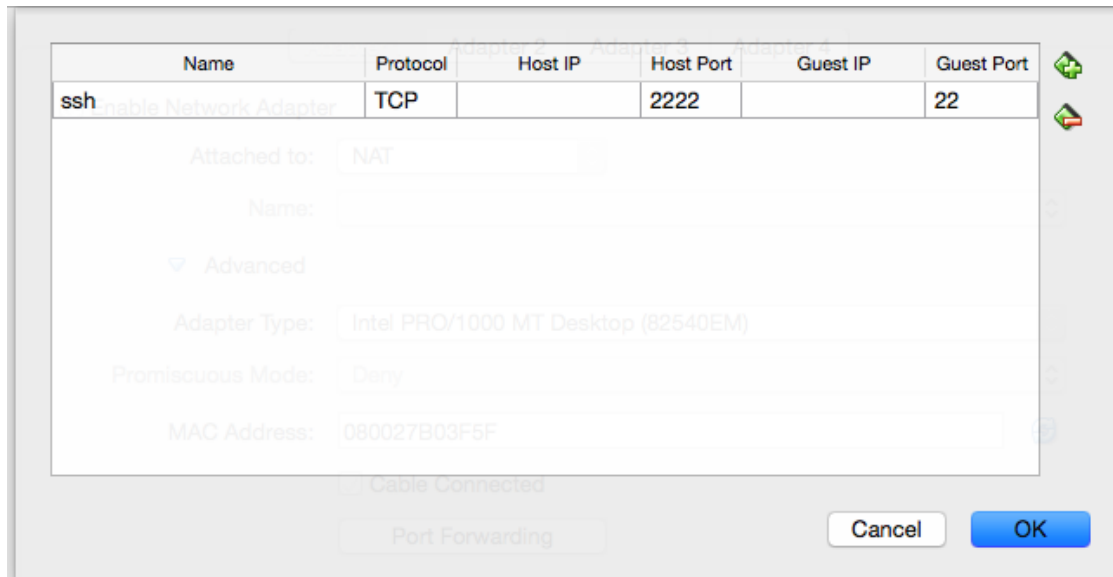 Adapter 2 Adapter 3 Adapter 4
Name Protocol Host IP Host Port Guest IP Guest Port
ssh TCP 2222 22
Enable Network Adapter
Attached to: NAT
Name:
Advanced
Adapter Type: Intel PRO/1000 MT Desktop (82540EM)
Promiscuous Mode: Deny
MAC Address: 080027B03F5F
Cable Connected
Port Forwarding
Cancel OK